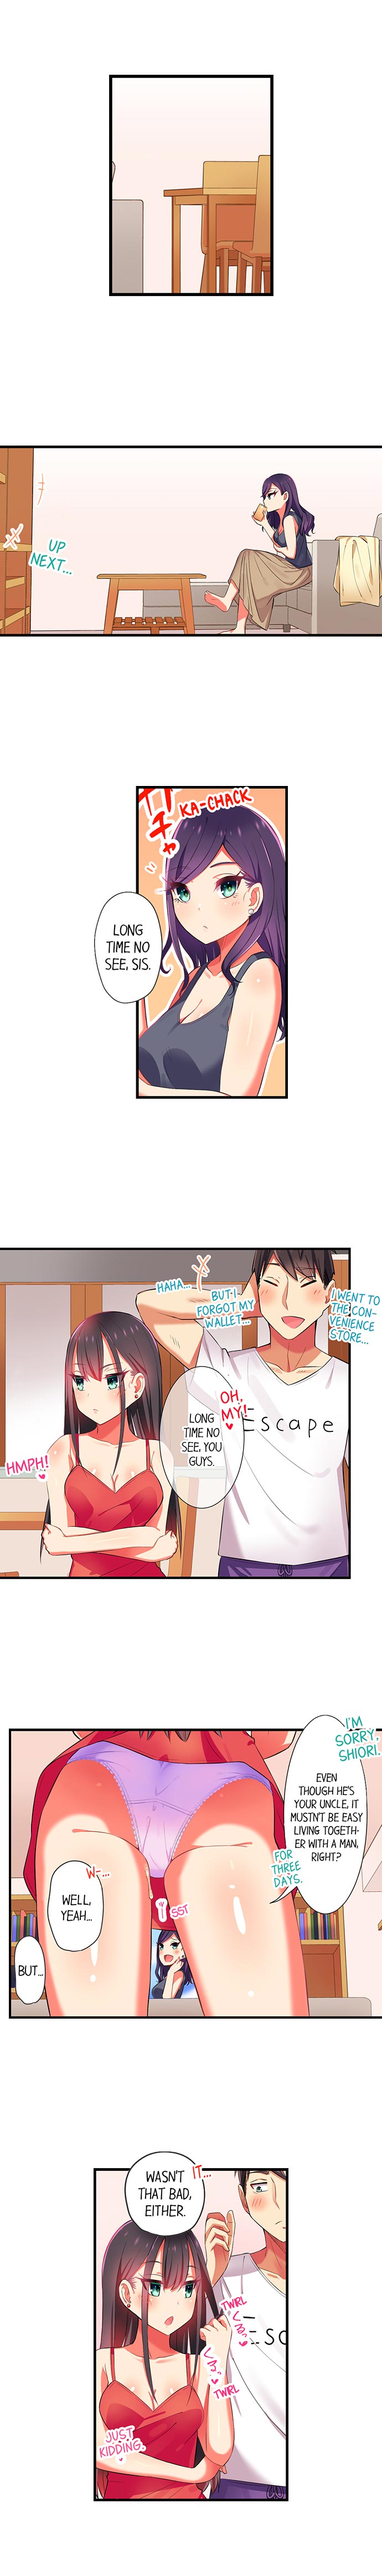 UP
NEXT...
ガチャ
KA-CHACK
LONG
TIME NO
SEE, SIS.
I WENT TO
THE CON-
VENIENCE
STORE...
BUT I
FORGOT MY
WALLET...
HAHA...
OH,
MY!
LONG
TIME NO
SEE, YOU
GUYS.
Escape
HMPH!
I'M
SORRY,
SHIORI.
EVEN
THOUGH HE'S
YOUR UNCLE, IT
MUSTN'T BE EASY
LIVING TOGETH-
ER WITH A MAN,
RIGHT?
FOR
THREE
DAYS.
W-...
WELL,
YEAH...
SST
BUT...
IT...
WASN'T
THAT BAD,
EITHER.
TWRL
くるっ
Esc
くるっ
TWRL
JUST
KIDDING.